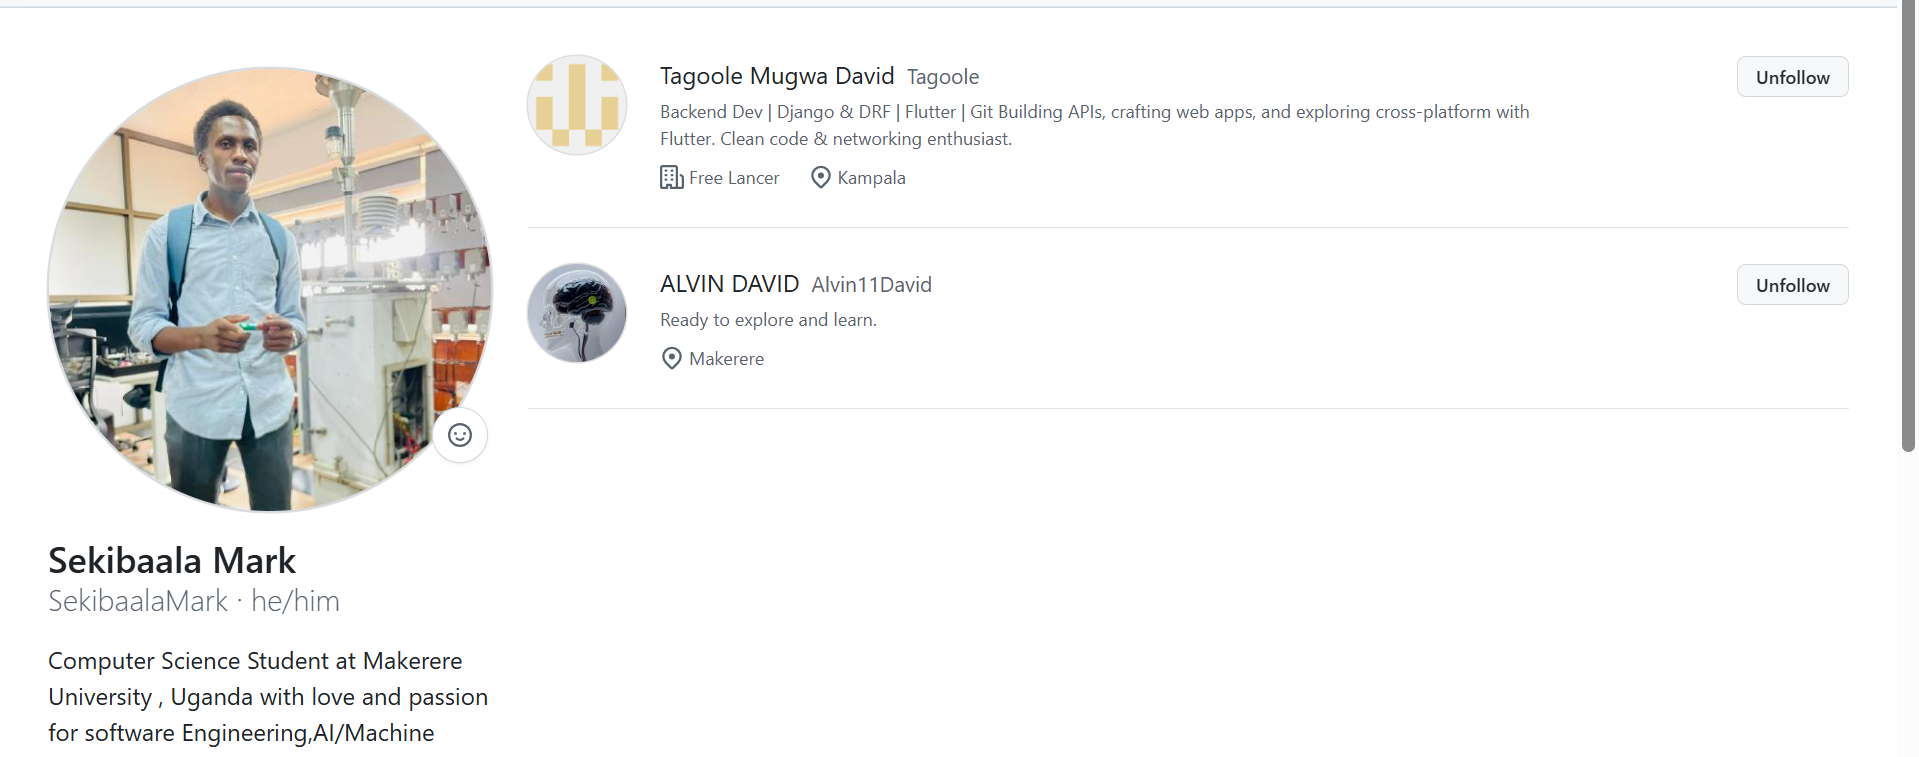 Sekibaala Mark
SekibaalaMark · he/him
Computer Science Student at Makerere
University , Uganda with love and passion
for software Engineering,AI/Machine
Tagoole Mugwa David Tagoole
Unfollow
Backend Dev | Django & DRF | Flutter | Git Building APIs, crafting web apps, and exploring cross-platform with
Flutter. Clean code & networking enthusiast.
Free Lancer Kampala
ALVIN DAVID Alvin11David
Unfollow
Ready to explore and learn.
Makerere